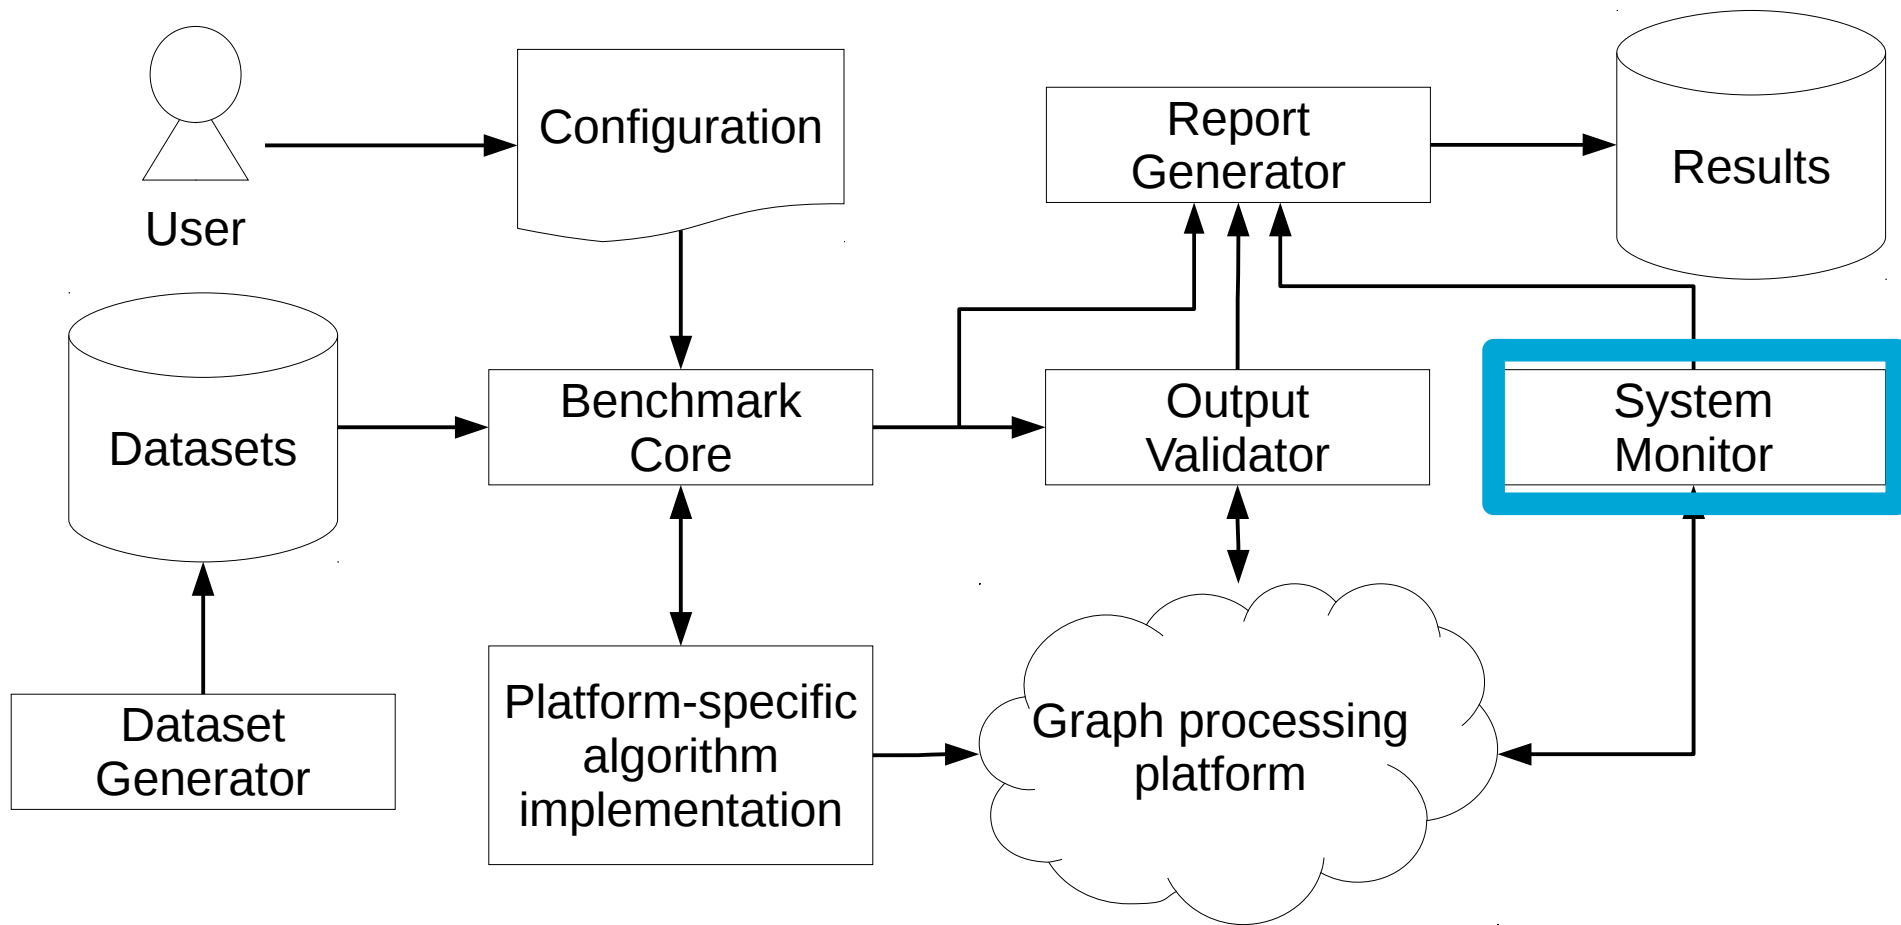 User
Configuration
Report
Generator
Results
Datasets
Benchmark
Core
Output
Validator
System
Monitor
Dataset
Generator
Platform-specific
algorithm
implementation
Graph processing
platform